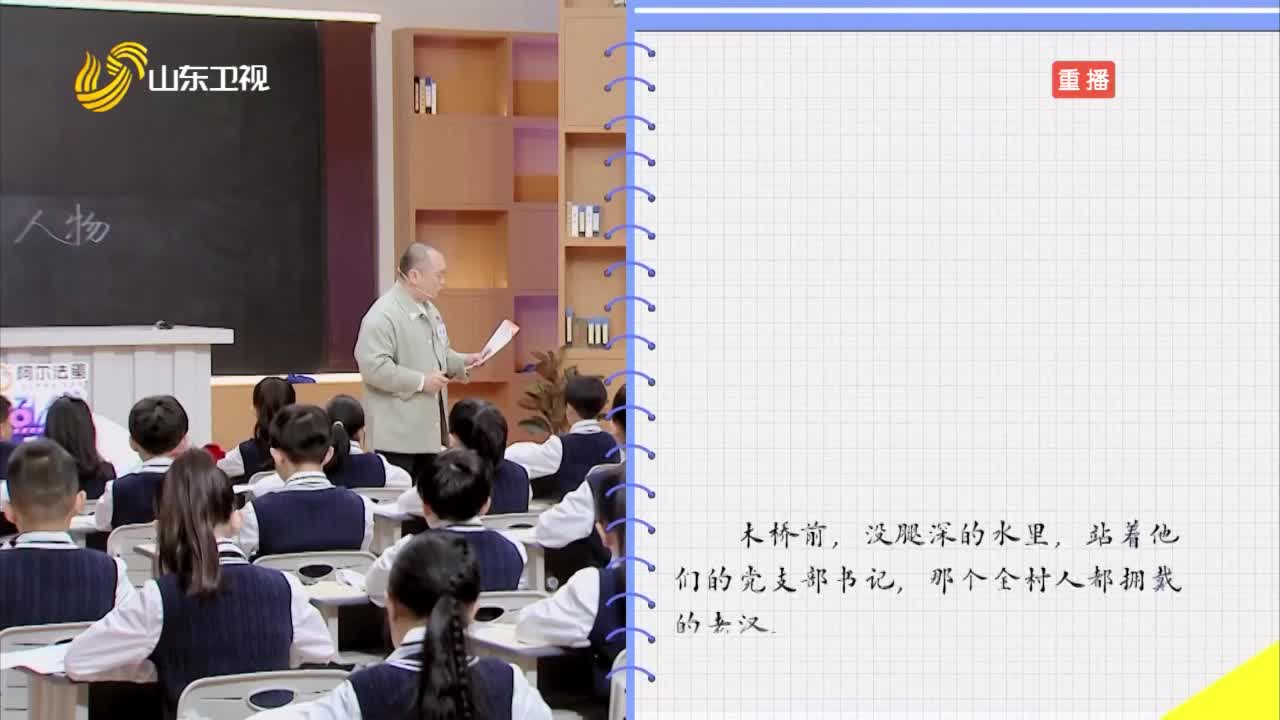 山东卫视
重播
人物
阿尔法蛋
木桥前，没腿深的水里，站着他
们的党支部书记，那个全村人都拥戴
的老汉。